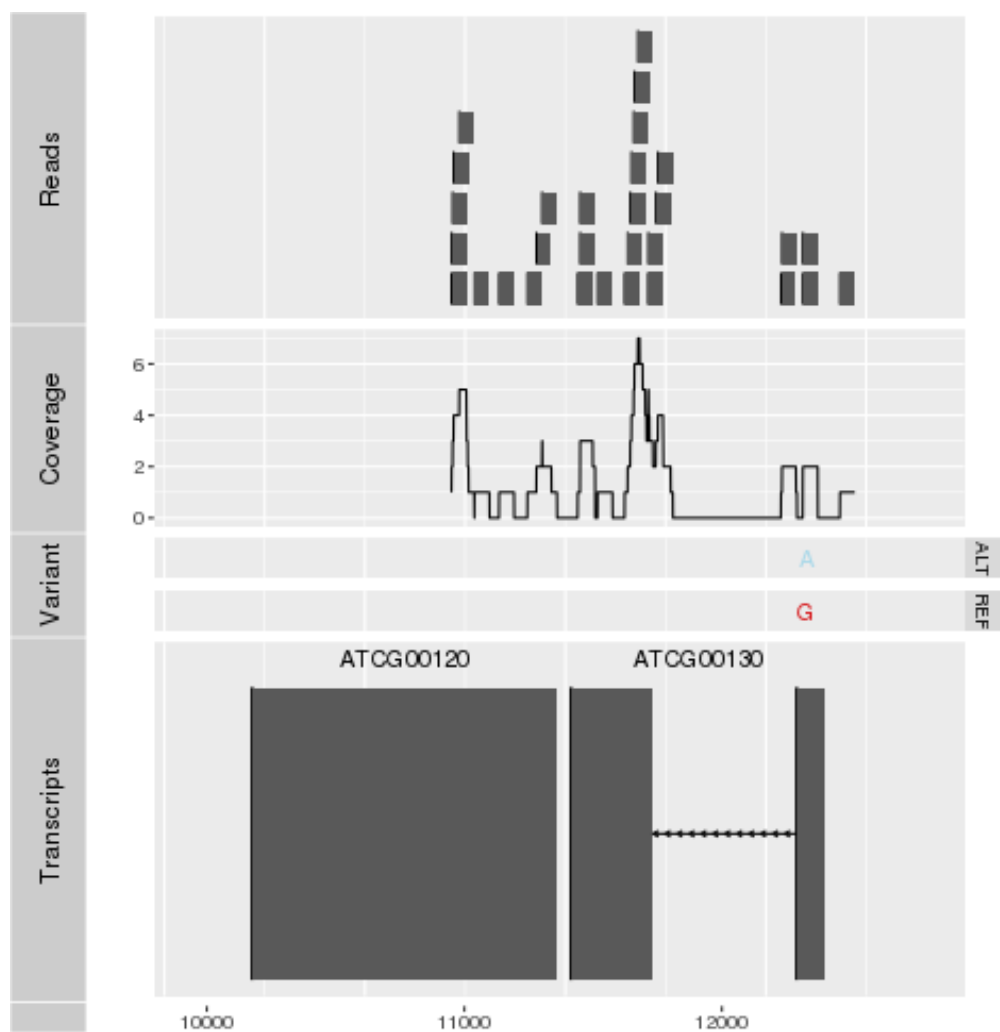 Reads
Coverage
6
4
2
0
Variant
A
ALT
G
REF
Transcripts
ATCG00120
ATCG00130
10000
11000
12000